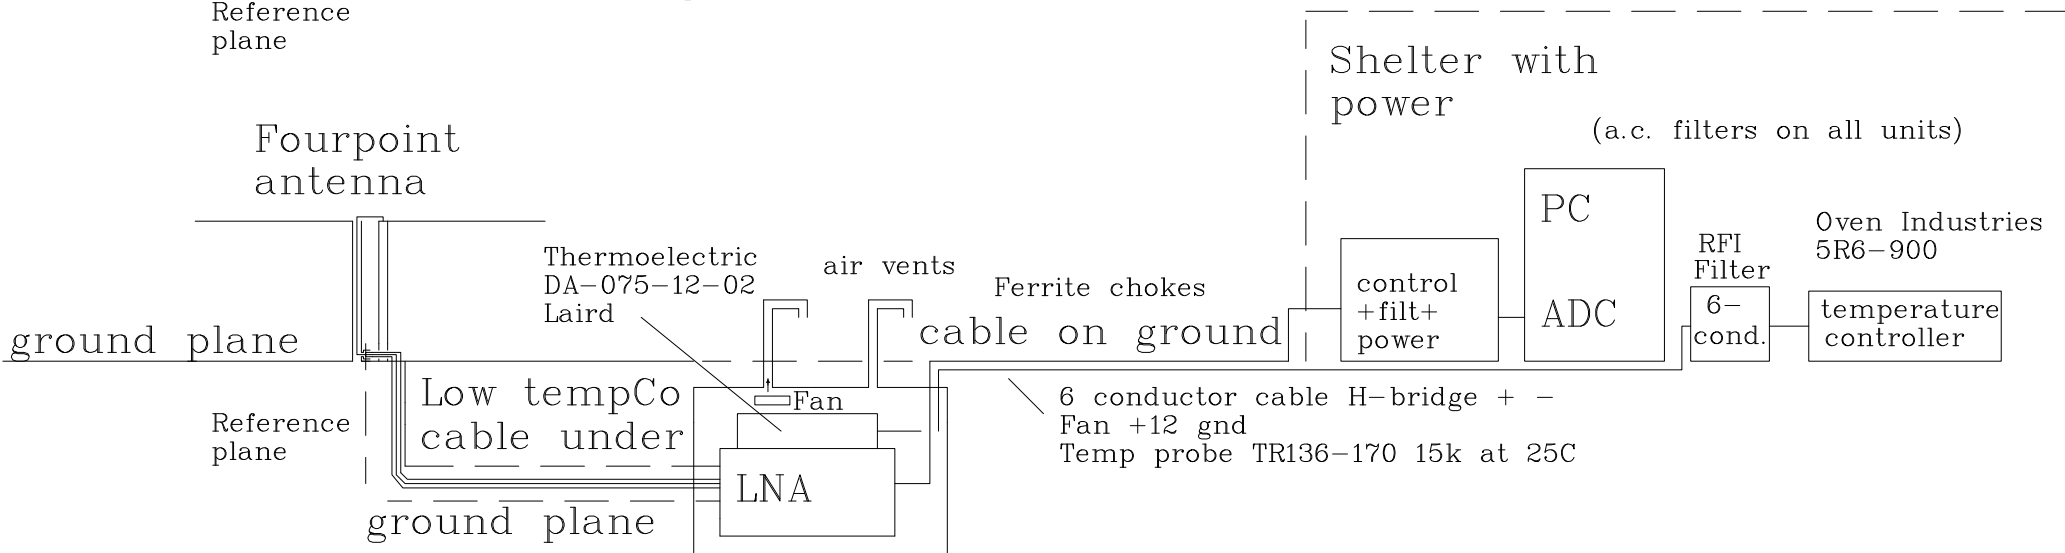 Reference
plane
Shelter with
power
(a.c. filters on all units)
Fourpoint
antenna
PC
ADC
Oven Industries
5R6-900
RFI
Filter
6-
cond.
temperature
controller
Thermoelectric
DA-075-12-02
Laird
air vents
Ferrite chokes
control
+filt+
power
ground plane
cable on ground
Low tempCo
cable under
Fan
6 conductor cable H-bridge + -
Fan +12 gnd
Temp probe TR136-170 15k at 25C
Reference
plane
LNA
ground plane